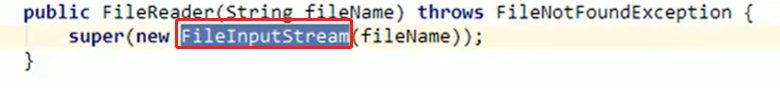 public FileReader(String fileName) throws FileNotFoundException {
super(new FileInputStream(fileName));
}